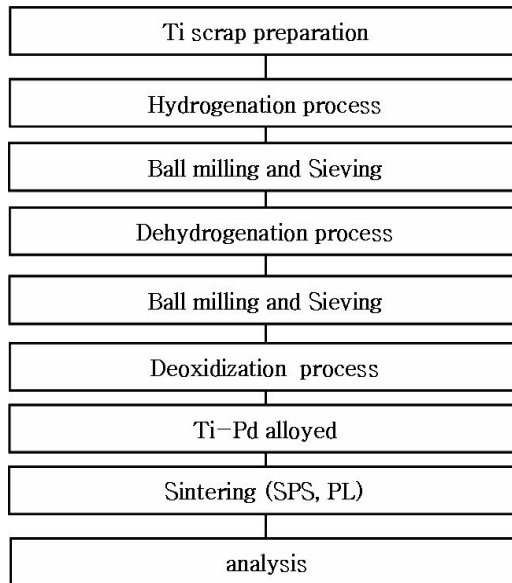 Ti scrap preparation
Hydrogenation process
Ball milling and Sieving
Dehydrogenation process
Ball milling and Sieving
Deoxidization process
Ti-Pd alloyed
Sintering (SPS, PL)
analysis